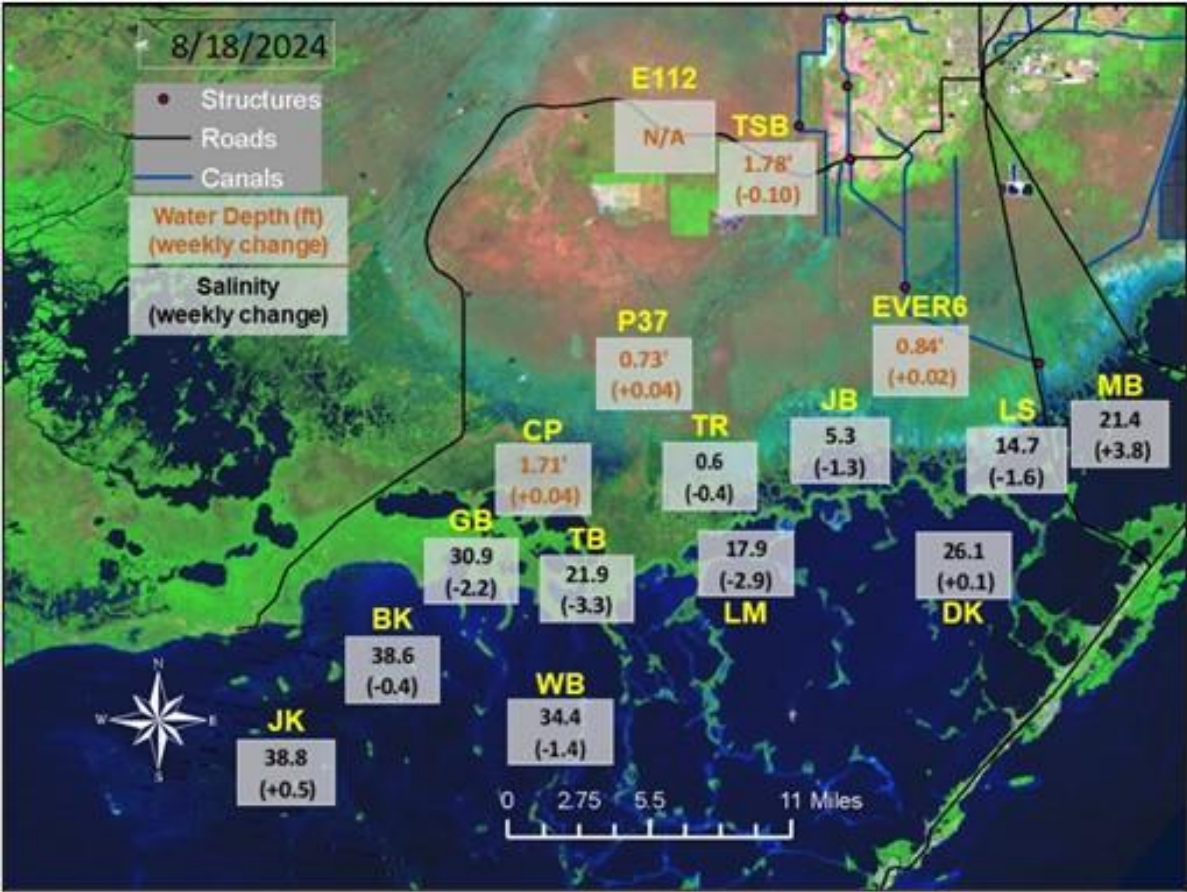 8/18/2024
Structures
Roads
Canals
Water Depth (ft)
(weekly change)
Salinity
(weekly change)
E112
N/A
TSB
1.78'
(-0.10)
P37
0.73'
(+0.04)
EVER6
0.84'
(+0.02)
CP
1.71'
(+0.04)
TR
0.6
(-0.4)
JB
5.3
(-1.3)
LS
14.7
(-1.6)
MB
21.4
(+3.8)
GB
30.9
(-2.2)
TB
21.9
(-3.3)
17.9
(-2.9)
LM
26.1
(+0.1)
DK
BK
38.6
(-0.4)
WB
34.4
(-1.4)
JK
38.8
(+0.5)
N
W
E
S
0 2.75 5.5 11 Miles